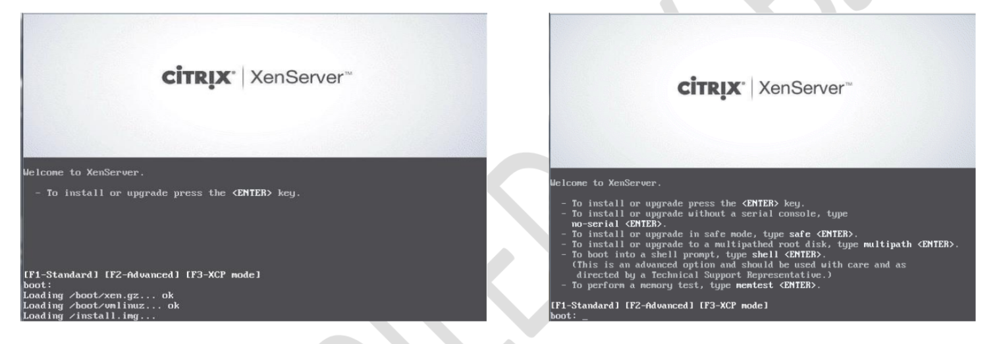 CİTRIX® | XenServer™
Welcome to XenServer.
- To install or upgrade press the <ENTER> key.
[F1-Standard] [F2-Advanced] [F3-XCP mode]
boot:
Loading /boot/xen.gz... ok
Loading /boot/vmlinuz... ok
Loading /install.img...
CİTRIX® | XenServer™
Welcome to XenServer.
- To install or upgrade press the <ENTER> key.
- To install or upgrade without a serial console, type
no-serial <ENTER>.
- To install or upgrade in safe mode, type safe <ENTER>.
- To install or upgrade to a multipathed root disk, type multipath <ENTER>.
- To boot into a shell prompt, type shell <ENTER>.
(This is an advanced option and should be used with care and as
directed by a Technical Support Representative.)
- To perform a memory test, type memtest <ENTER>.
[F1-Standard] [F2-Advanced] [F3-XCP mode]
boot: _